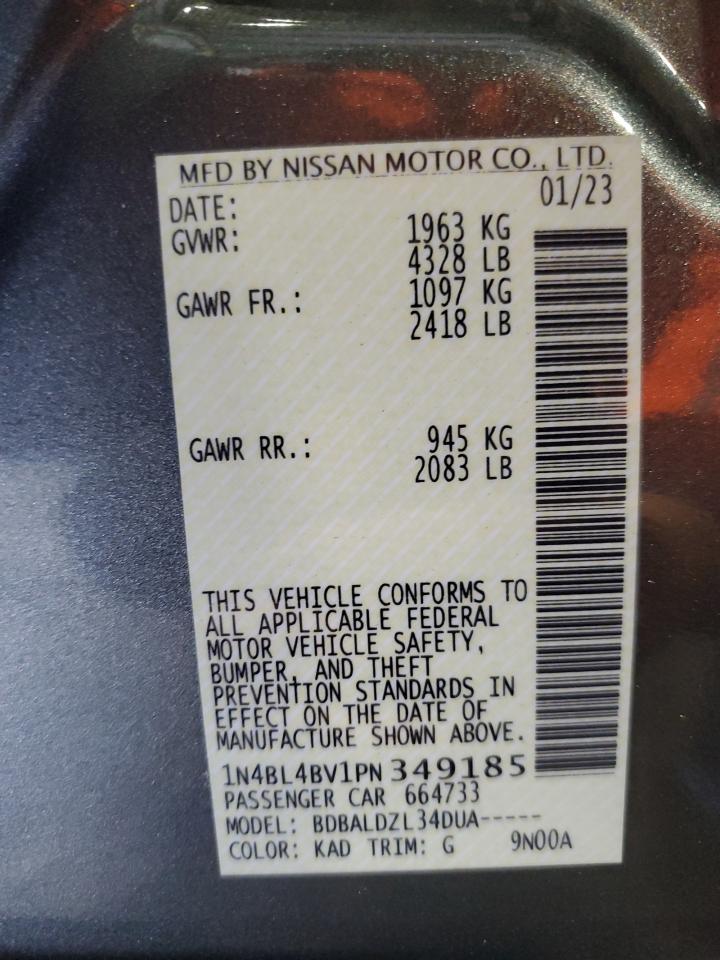 MFD BY NISSAN MOTOR CO., LTD.
DATE: 01/23
GVWR: 1963 KG
4328 LB
GAWR FR.: 1097 KG
2418 LB
GAWR RR.: 945 KG
2083 LB
THIS VEHICLE CONFORMS TO
ALL APPLICABLE FEDERAL
MOTOR VEHICLE SAFETY,
BUMPER, AND THEFT
PREVENTION STANDARDS IN
EFFECT ON THE DATE OF
MANUFACTURE SHOWN ABOVE.
1N4BL4BV1PN349185
PASSENGER CAR 664733
MODEL: BDBALDZL34DUA-----
COLOR: KAD TRIM: G 9N00A